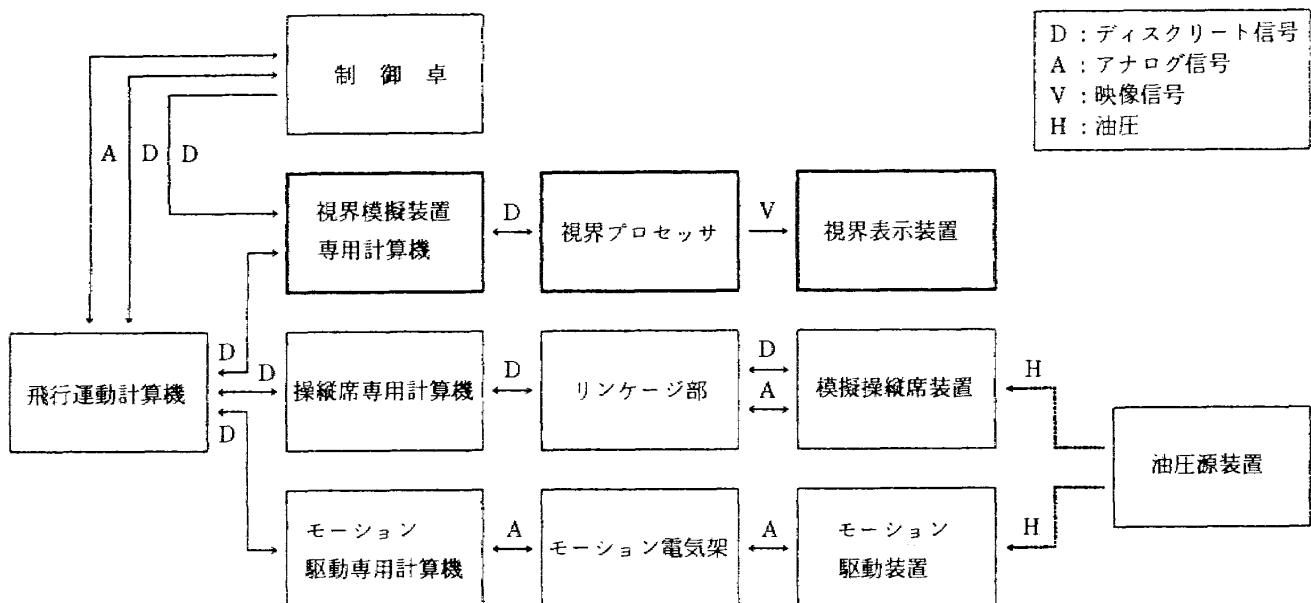 制 御 卓
D : ディスクリート信号
A : アナログ信号
V : 映像信号
H : 油圧
A D D
視界模擬装置
専用計算機
D
視界プロセッサ
V
視界表示装置
飛行運動計算機
D
D
D
操縦席専用計算機
D
リンケージ部
D
A
模擬操縦席装置
H
油圧源装置
モーション
駆動専用計算機
A
モーション電気架
A
モーション
駆動装置
H